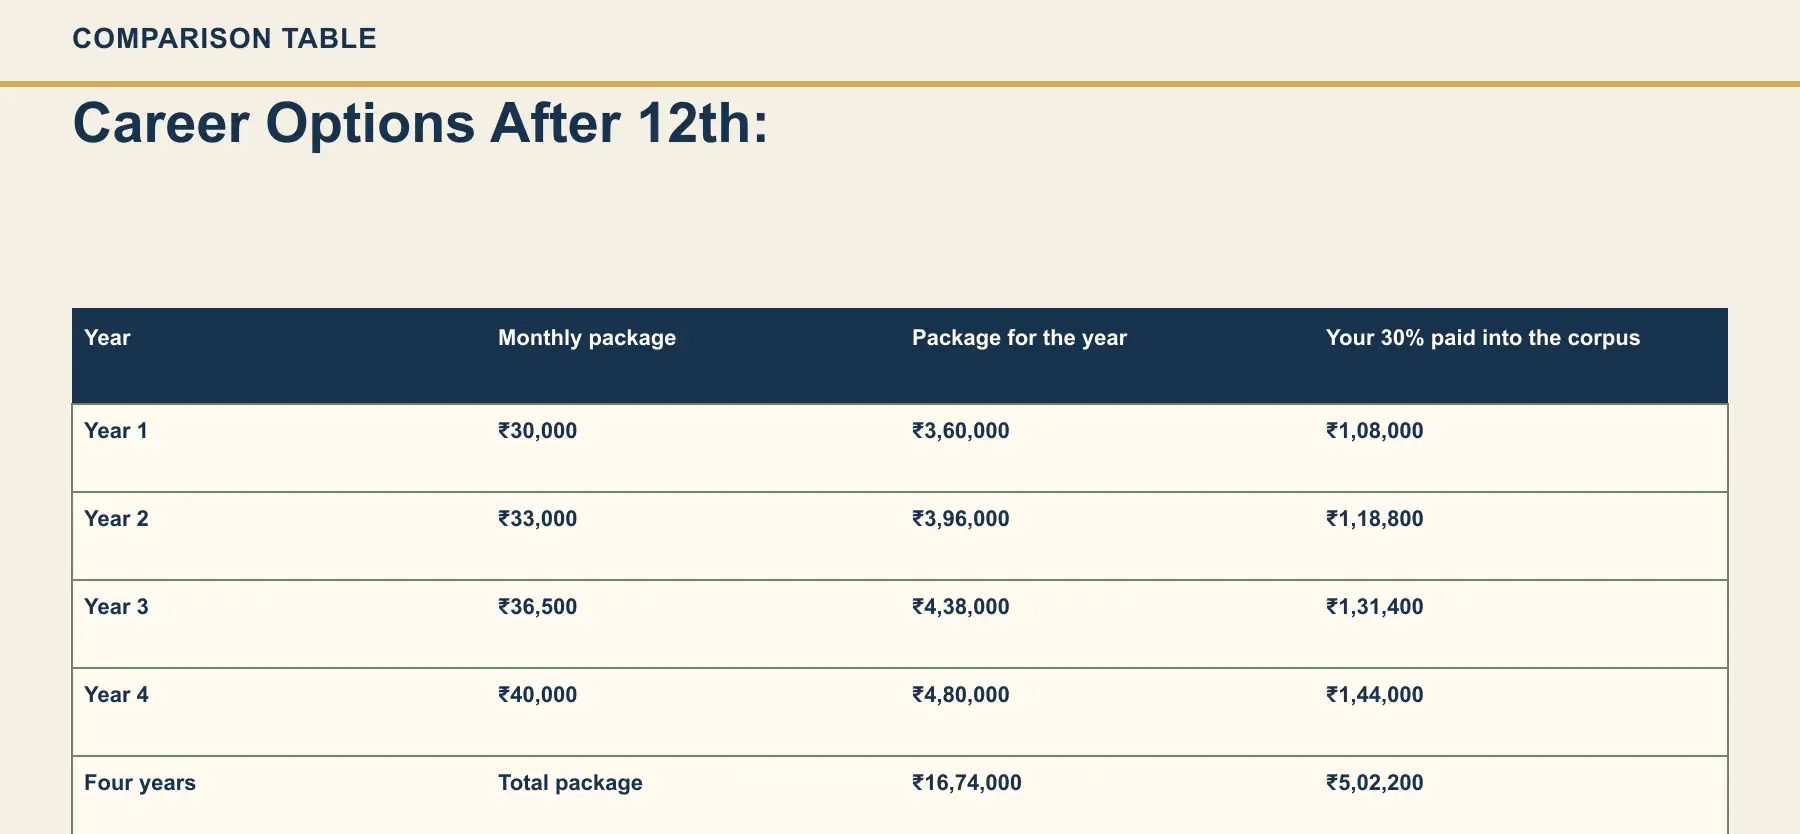 COMPARISON TABLE
Career Options After 12th:
Year Monthly package Package for the year Your 30% paid into the corpus
Year 1 ₹30,000 ₹3,60,000 ₹1,08,000
Year 2 ₹33,000 ₹3,96,000 ₹1,18,800
Year 3 ₹36,500 ₹4,38,000 ₹1,31,400
Year 4 ₹40,000 ₹4,80,000 ₹1,44,000
Four years Total package ₹16,74,000 ₹5,02,200